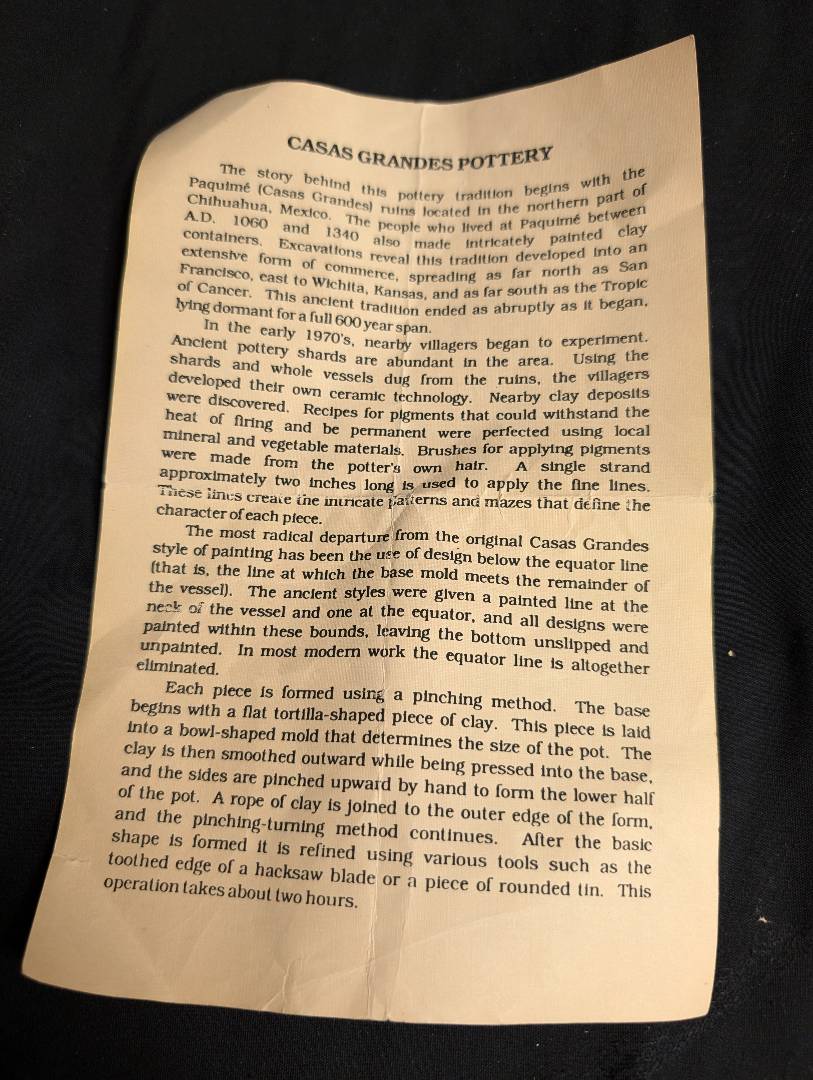 CASAS GRANDES POTTERY
The story behind this pottery tradition begins with the
Paquimé (Casas Grandes) ruins located in the northern part of
Chihuahua, Mexico. The people who lived at Paquimé between
A.D. 1060 and 1340 also made intricately painted clay
containers. Excavations reveal this tradition developed into an
extensive form of commerce, spreading as far north as San
Francisco, east to Wichita, Kansas, and as far south as the Tropic
of Cancer. This ancient tradition ended as abruptly as it began,
lying dormant for a full 600 year span.
In the early 1970's, nearby villagers began to experiment.
Ancient pottery shards are abundant in the area. Using the
shards and whole vessels dug from the ruins, the villagers
developed their own ceramic technology. Nearby clay deposits
were discovered. Recipes for pigments that could withstand the
heat of firing and be permanent were perfected using local
mineral and vegetable materials. Brushes for applying pigments
were made from the potter's own hair. A single strand
approximately two inches long is used to apply the fine lines.
These lines create the intricate patterns and mazes that define the
character of each piece.
The most radical departure from the original Casas Grandes
style of painting has been the use of design below the equator line
(that is, the line at which the base mold meets the remainder of
the vessel). The ancient styles were given a painted line at the
neck of the vessel and one at the equator, and all designs were
painted within these bounds, leaving the bottom unslipped and
unpainted. In most modern work the equator line is altogether
eliminated.
Each piece is formed using a pinching method. The base
begins with a flat tortilla-shaped piece of clay. This piece is laid
into a bowl-shaped mold that determines the size of the pot. The
clay is then smoothed outward while being pressed into the base,
and the sides are pinched upward by hand to form the lower half
of the pot. A rope of clay is joined to the outer edge of the form,
and the pinching-turning method continues. After the basic
shape is formed it is refined using various tools such as the
toothed edge of a hacksaw blade or a piece of rounded tin. This
operation takes about two hours.